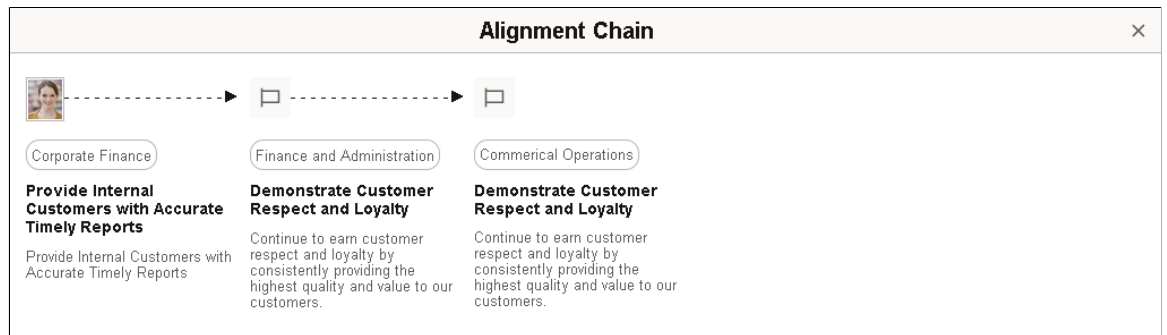 Alignment Chain
Corporate Finance
Provide Internal
Customers with Accurate
Timely Reports
Provide Internal Customers with
Accurate Timely Reports
Finance and Administration
Demonstrate Customer
Respect and Loyalty
Continue to earn customer
respect and loyalty by
consistently providing the
highest quality and value to our
customers.
Commerical Operations
Demonstrate Customer
Respect and Loyalty
Continue to earn customer
respect and loyalty by
consistently providing the
highest quality and value to our
customers.